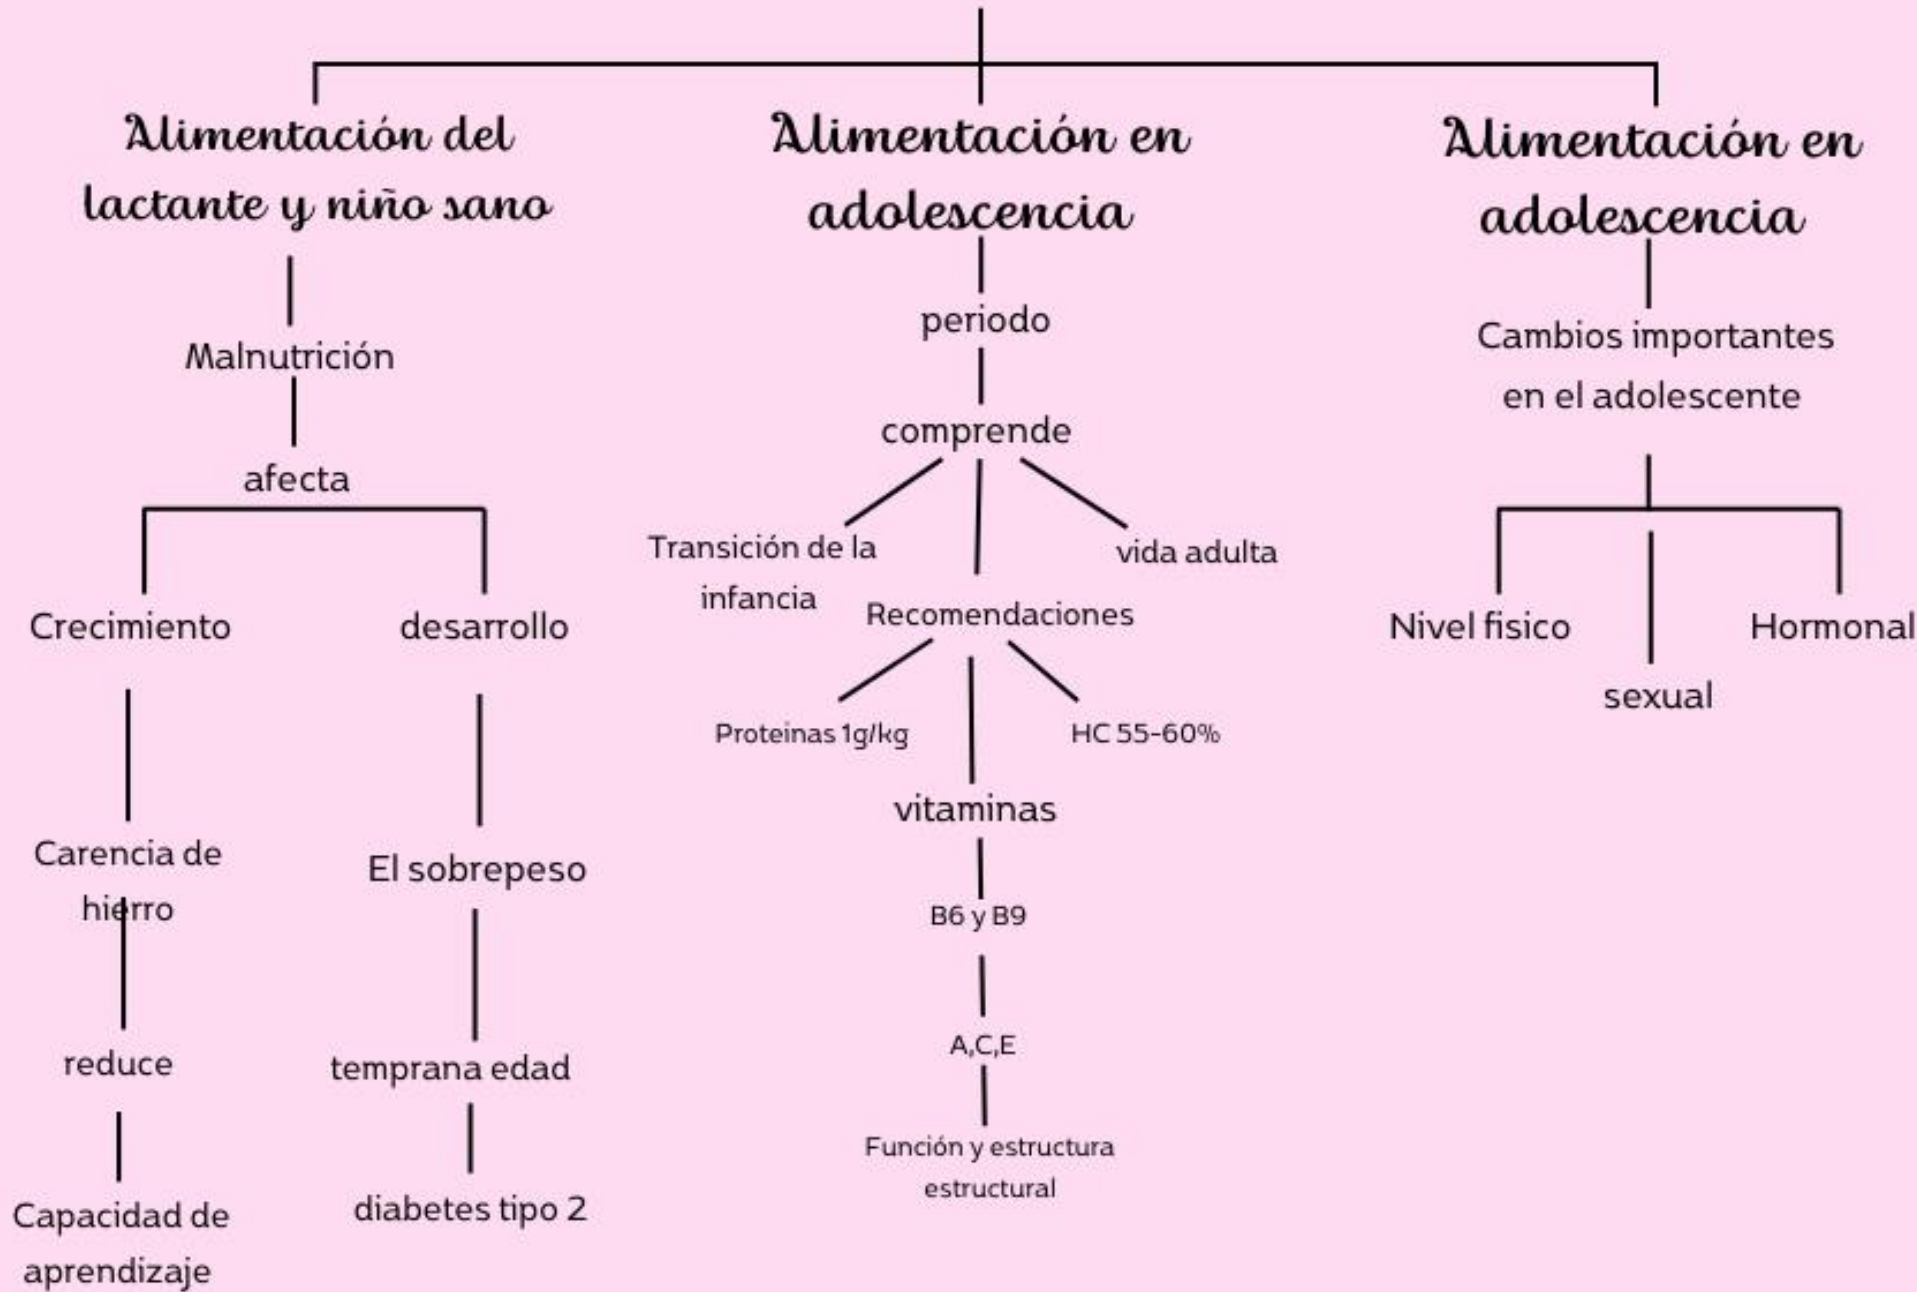 Alimentación del
lactante y niño sano
Malnutrición
afecta
Crecimiento
desarrollo
Carencia de
hierro
reduce
Capacidad de
aprendizaje
El sobrepeso
temprana edad
diabetes tipo 2
Alimentación en
adolescencia
periodo
comprende
Transición de la
infancia
vida adulta
Recomendaciones
Proteinas 1g/kg
HC 55-60%
vitaminas
B6 y B9
A,C,E
Función y estructura
estructural
Alimentación en
adolescencia
Cambios importantes
en el adolescente
Nivel fisico
sexual
Hormonal